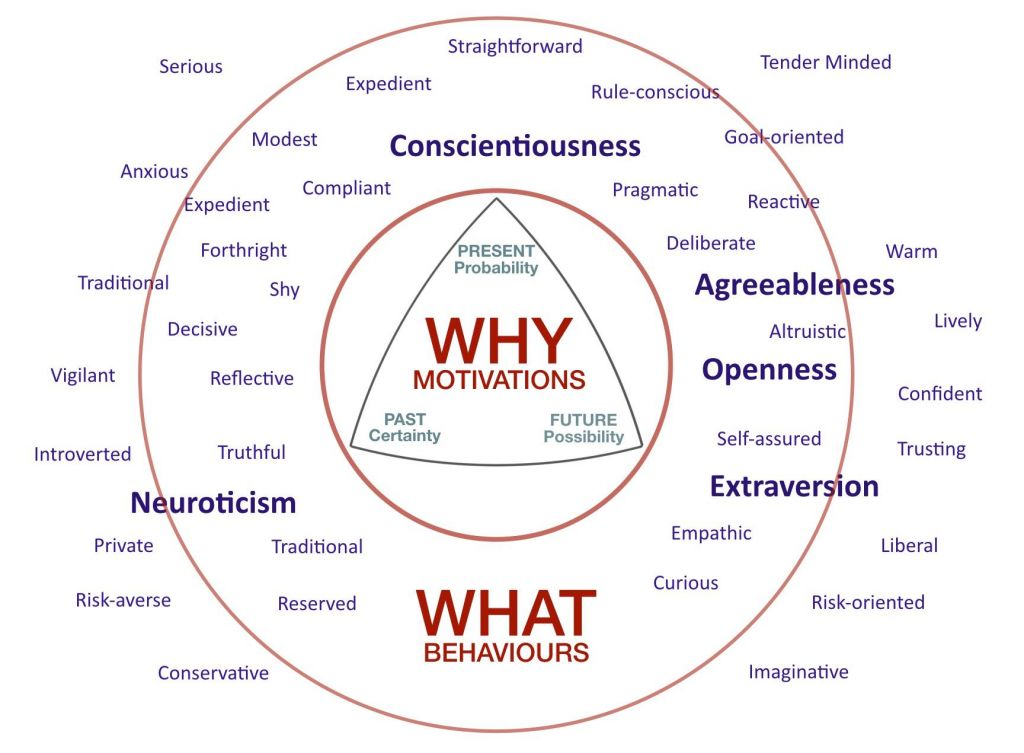 Straightforward
Serious
Tender Minded
Expedient
Rule-conscious
Modest
Conscientiousness
Goal-oriented
Anxious
Compliant
Pragmatic
Expedient
Reactive
Forthright
PRESENT
Probability
Deliberate
Warm
Traditional
Shy
Agreeableness
Decisive
WHY
MOTIVATIONS
Altruistic
Lively
Vigilant
Reflective
Openness
Confident
PAST
Certainty
FUTURE
Possibility
Self-assured
Trusting
Introverted
Truthful
Neuroticism
Extraversion
Private
Traditional
Empathic
Liberal
Risk-averse
Reserved
WHAT
BEHAVIOURS
Curious
Risk-oriented
Conservative
Imaginative